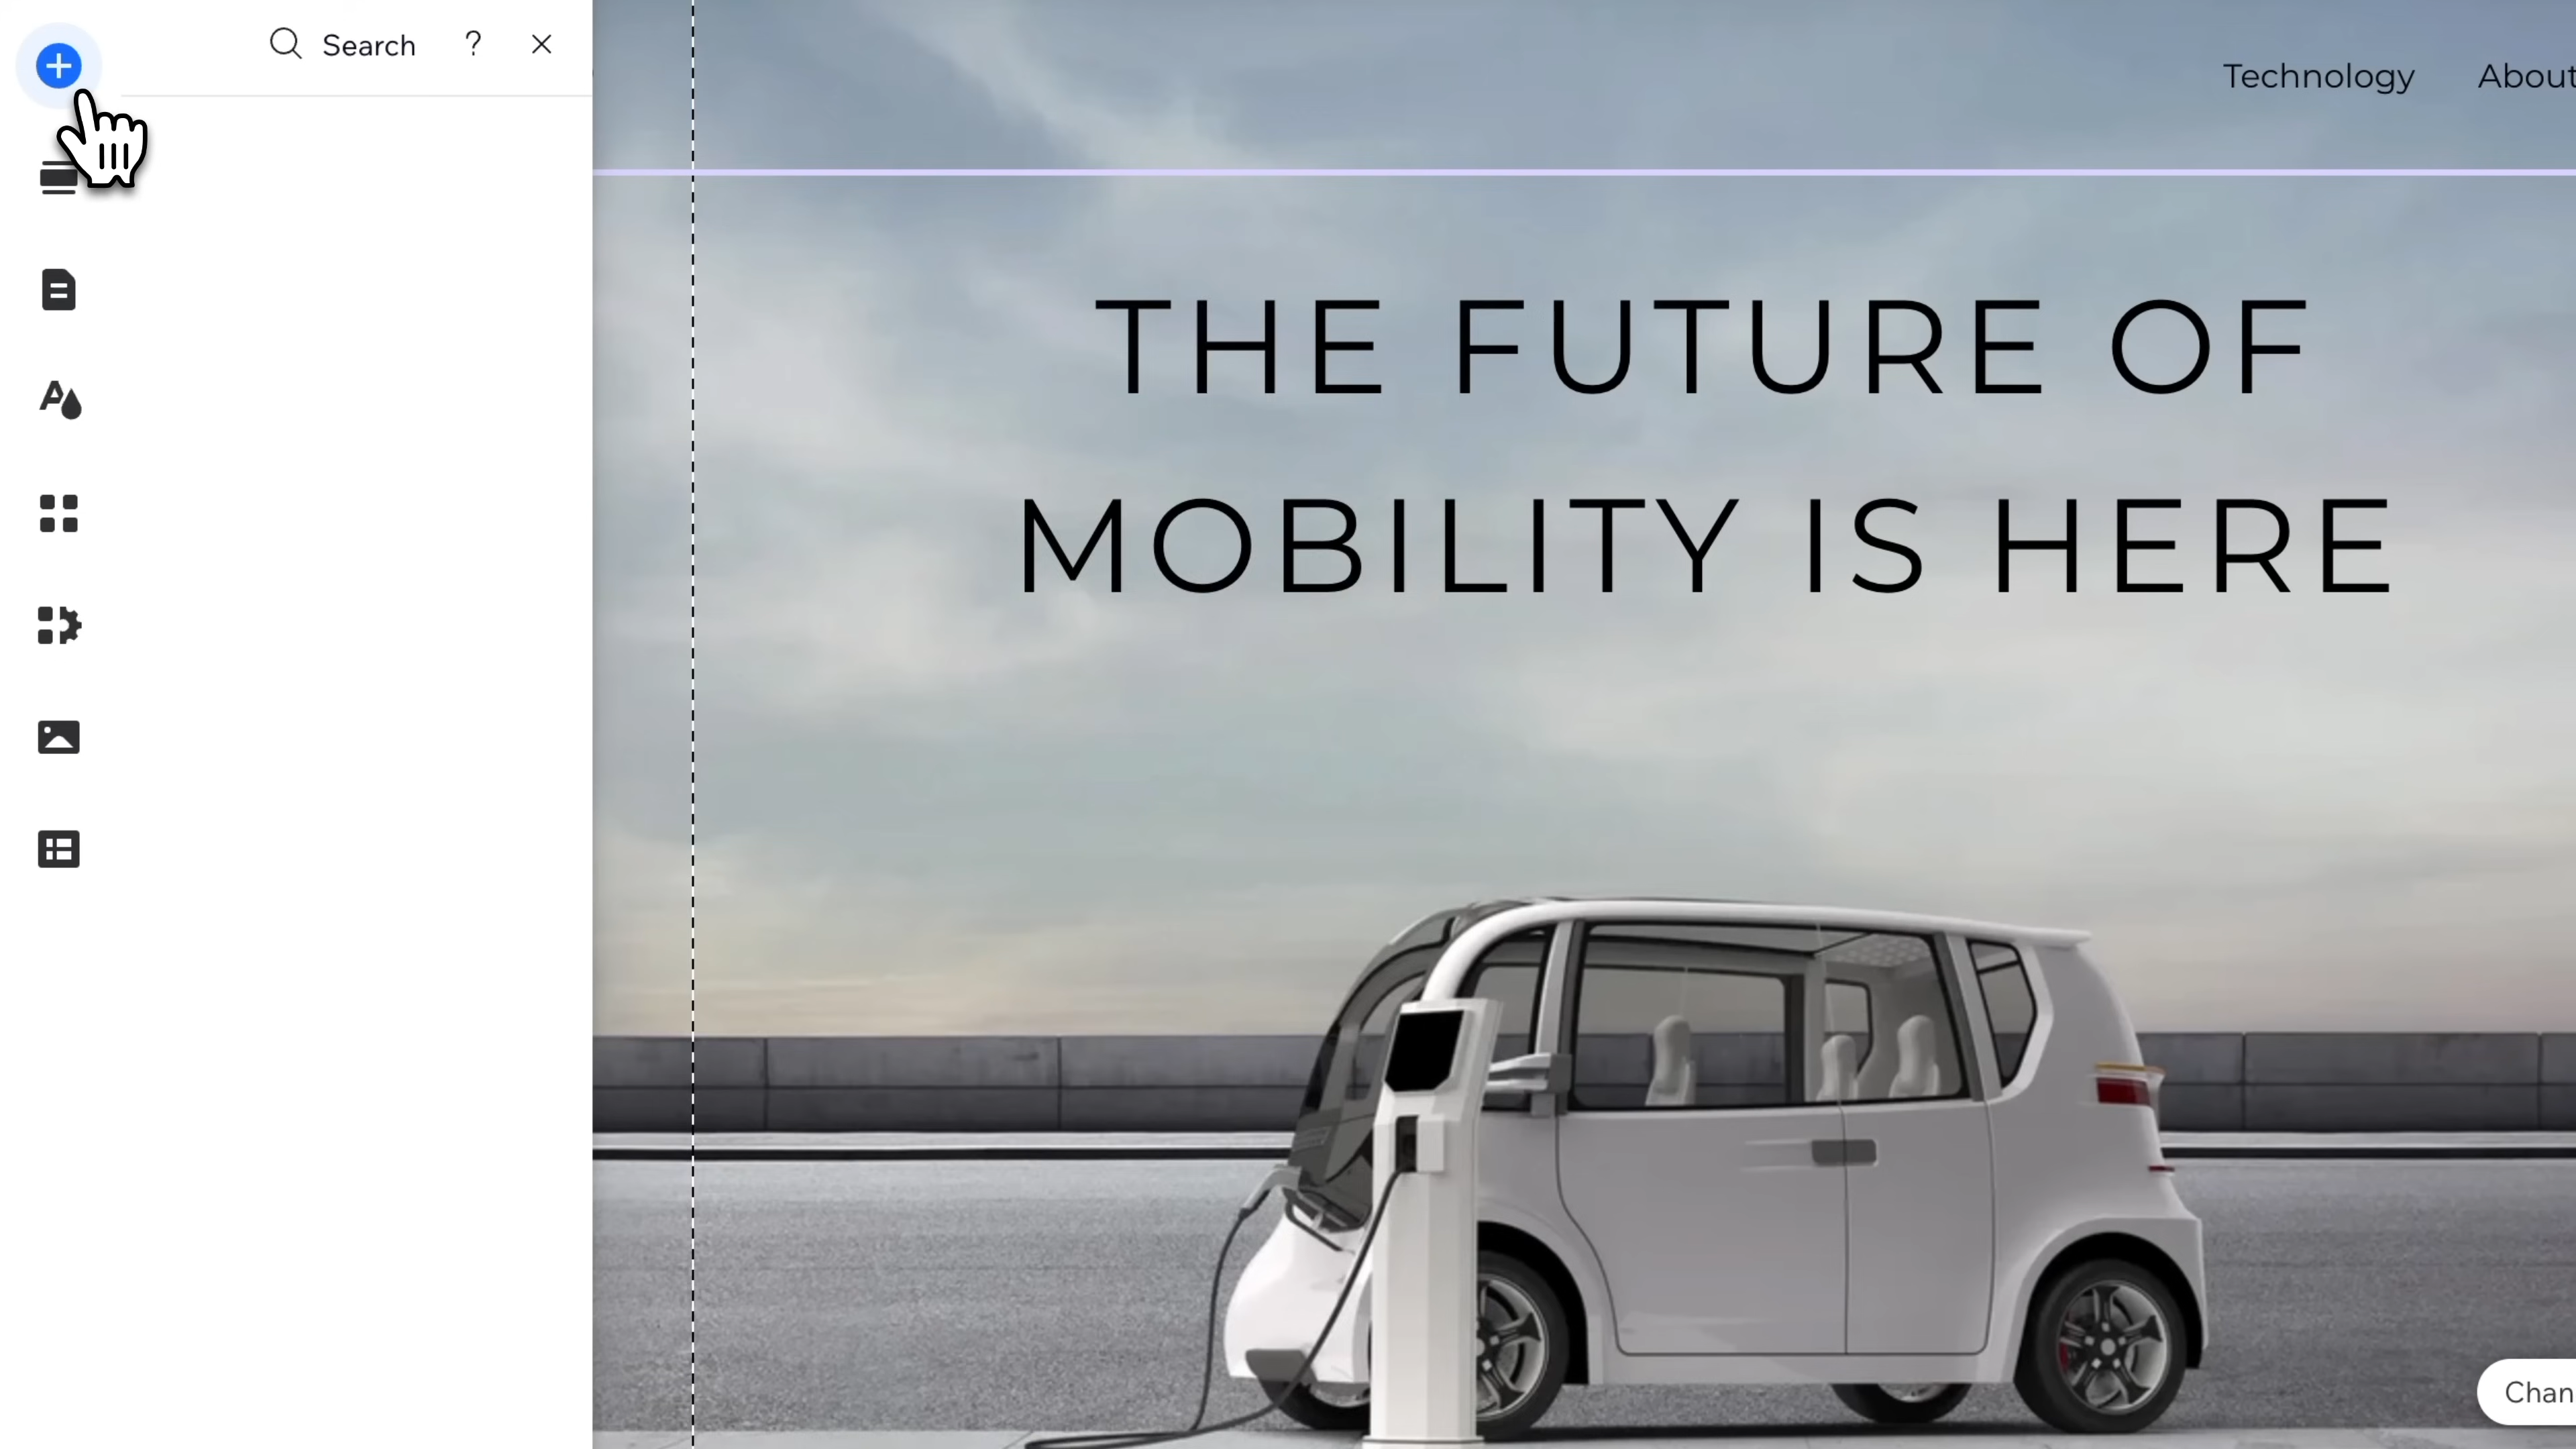 Search ?
Technology
About
THE FUTURE OF
MOBILITY IS HERE
Chan